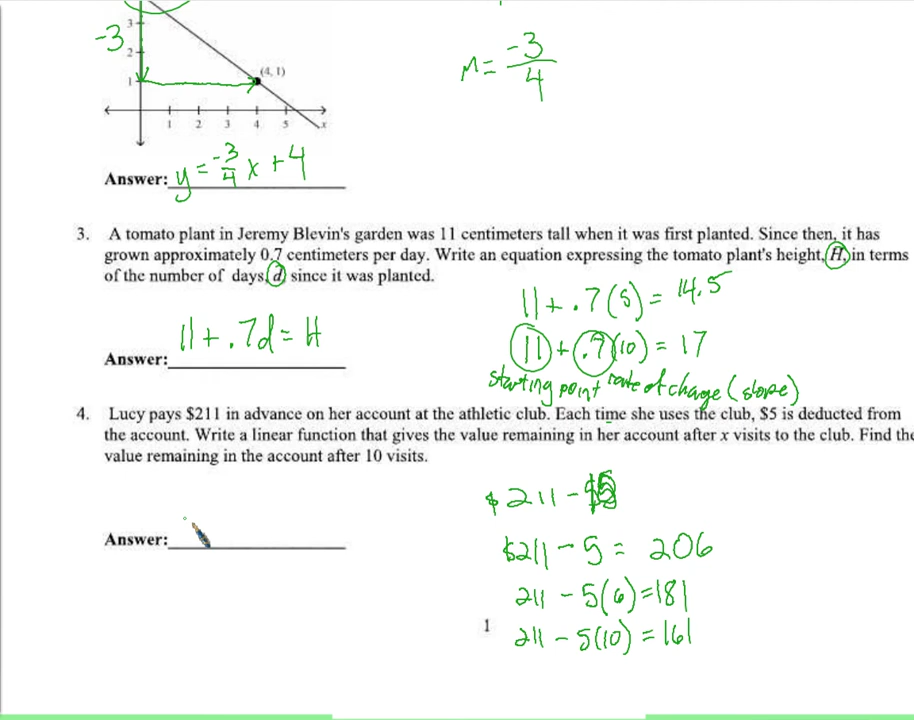 3
-3
2
1
(4, 1)
1 2 3 4 5 x
M = -3/4
Answer: y = -3/4 x + 4
3. A tomato plant in Jeremy Blevin's garden was 11 centimeters tall when it was first planted. Since then, it has
grown approximately 0.7 centimeters per day. Write an equation expressing the tomato plant's height, H, in terms
of the number of days, d, since it was planted.
11 + .7(5) = 14.5
11 + .7(10) = 17
starting point rate of change (slope)
Answer: 11 + .7d = H
4. Lucy pays $211 in advance on her account at the athletic club. Each time she uses the club, $5 is deducted from
the account. Write a linear function that gives the value remaining in her account after x visits to the club. Find the
value remaining in the account after 10 visits.
$211 -
$211 - 5 = 206
211 - 5(6) = 181
211 - 5(10) = 161
Answer:
1